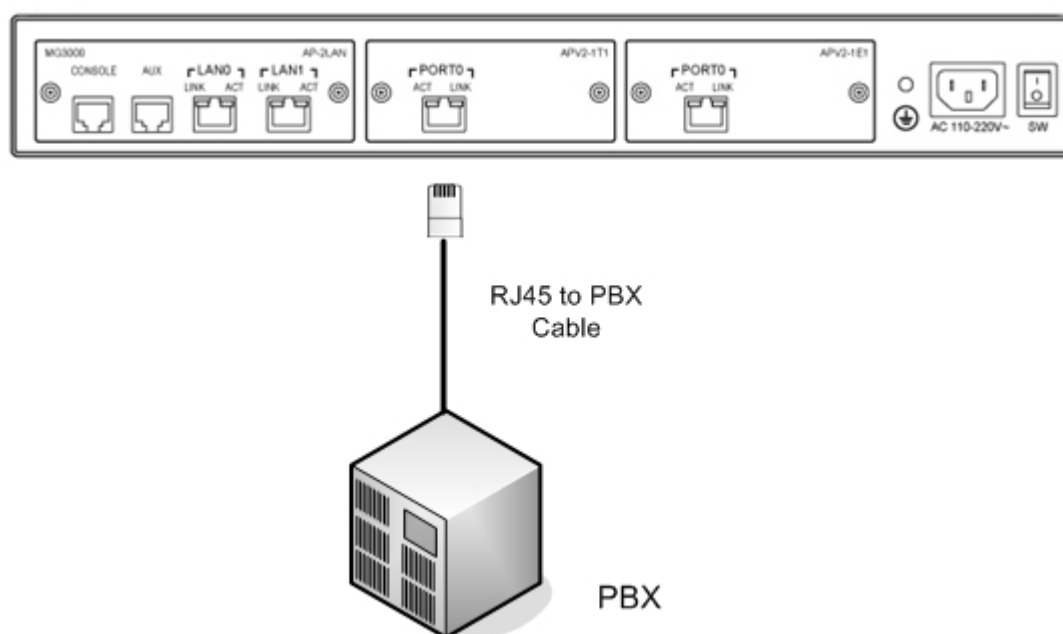 MG3000 AP-2LAN APV2-1T1 APV2-1E1
CONSOLE AUX LAN0 LAN1 PORT0 PORT0
LINK ACT LINK ACT ACT LINK ACT LINK
AC 110-220V~ SW
RJ45 to PBX
Cable
PBX